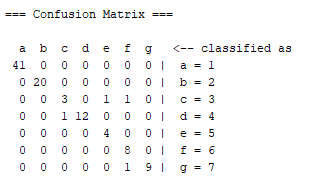 === Confusion Matrix ===
a b c d e f g <-- classified as
41 0 0 0 0 0 0 | a = 1
0 20 0 0 0 0 0 | b = 2
0 0 3 0 1 1 0 | c = 3
0 0 1 12 0 0 0 | d = 4
0 0 0 0 4 0 0 | e = 5
0 0 0 0 0 8 0 | f = 6
0 0 0 0 0 1 9 | g = 7